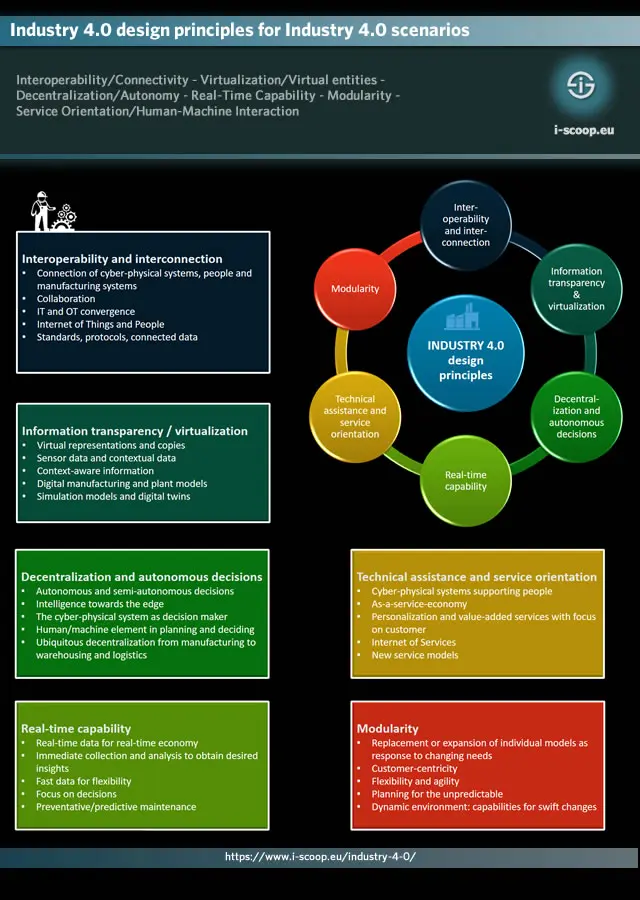 Industry 4.0 design principles for Industry 4.0 scenarios
Interoperability/Connectivity - Virtualization/Virtual entities -
Decentralization/Autonomy - Real-Time Capability - Modularity -
Service Orientation/Human-Machine Interaction
i-scoop.eu
Interoperability and interconnection
• Connection of cyber-physical systems, people and
manufacturing systems
• Collaboration
• IT and OT convergence
• Internet of Things and People
• Standards, protocols, connected data
Inter-
operability
and inter-
connection
Information
transparency
&
virtualization
Decentral-
ization and
autonomous
decisions
Real-time
capability
Technical
assistance and
service
orientation
Modularity
INDUSTRY 4.0
design
principles
Information transparency / virtualization
• Virtual representations and copies
• Sensor data and contextual data
• Context-aware information
• Digital manufacturing and plant models
• Simulation models and digital twins
Decentralization and autonomous decisions
• Autonomous and semi-autonomous decisions
• Intelligence towards the edge
• The cyber-physical system as decision maker
• Human/machine element in planning and deciding
• Ubiquitous decentralization from manufacturing to
warehousing and logistics
Technical assistance and service orientation
• Cyber-physical systems supporting people
• As-a-service-economy
• Personalization and value-added services with focus
on customer
• Internet of Services
• New service models
Real-time capability
• Real-time data for real-time economy
• Immediate collection and analysis to obtain desired
insights
• Fast data for flexibility
• Focus on decisions
• Preventative/predictive maintenance
Modularity
• Replacement or expansion of individual models as
response to changing needs
• Customer-centricity
• Flexibility and agility
• Planning for the unpredictable
• Dynamic environment: capabilities for swift changes
https://www.i-scoop.eu/industry-4-0/